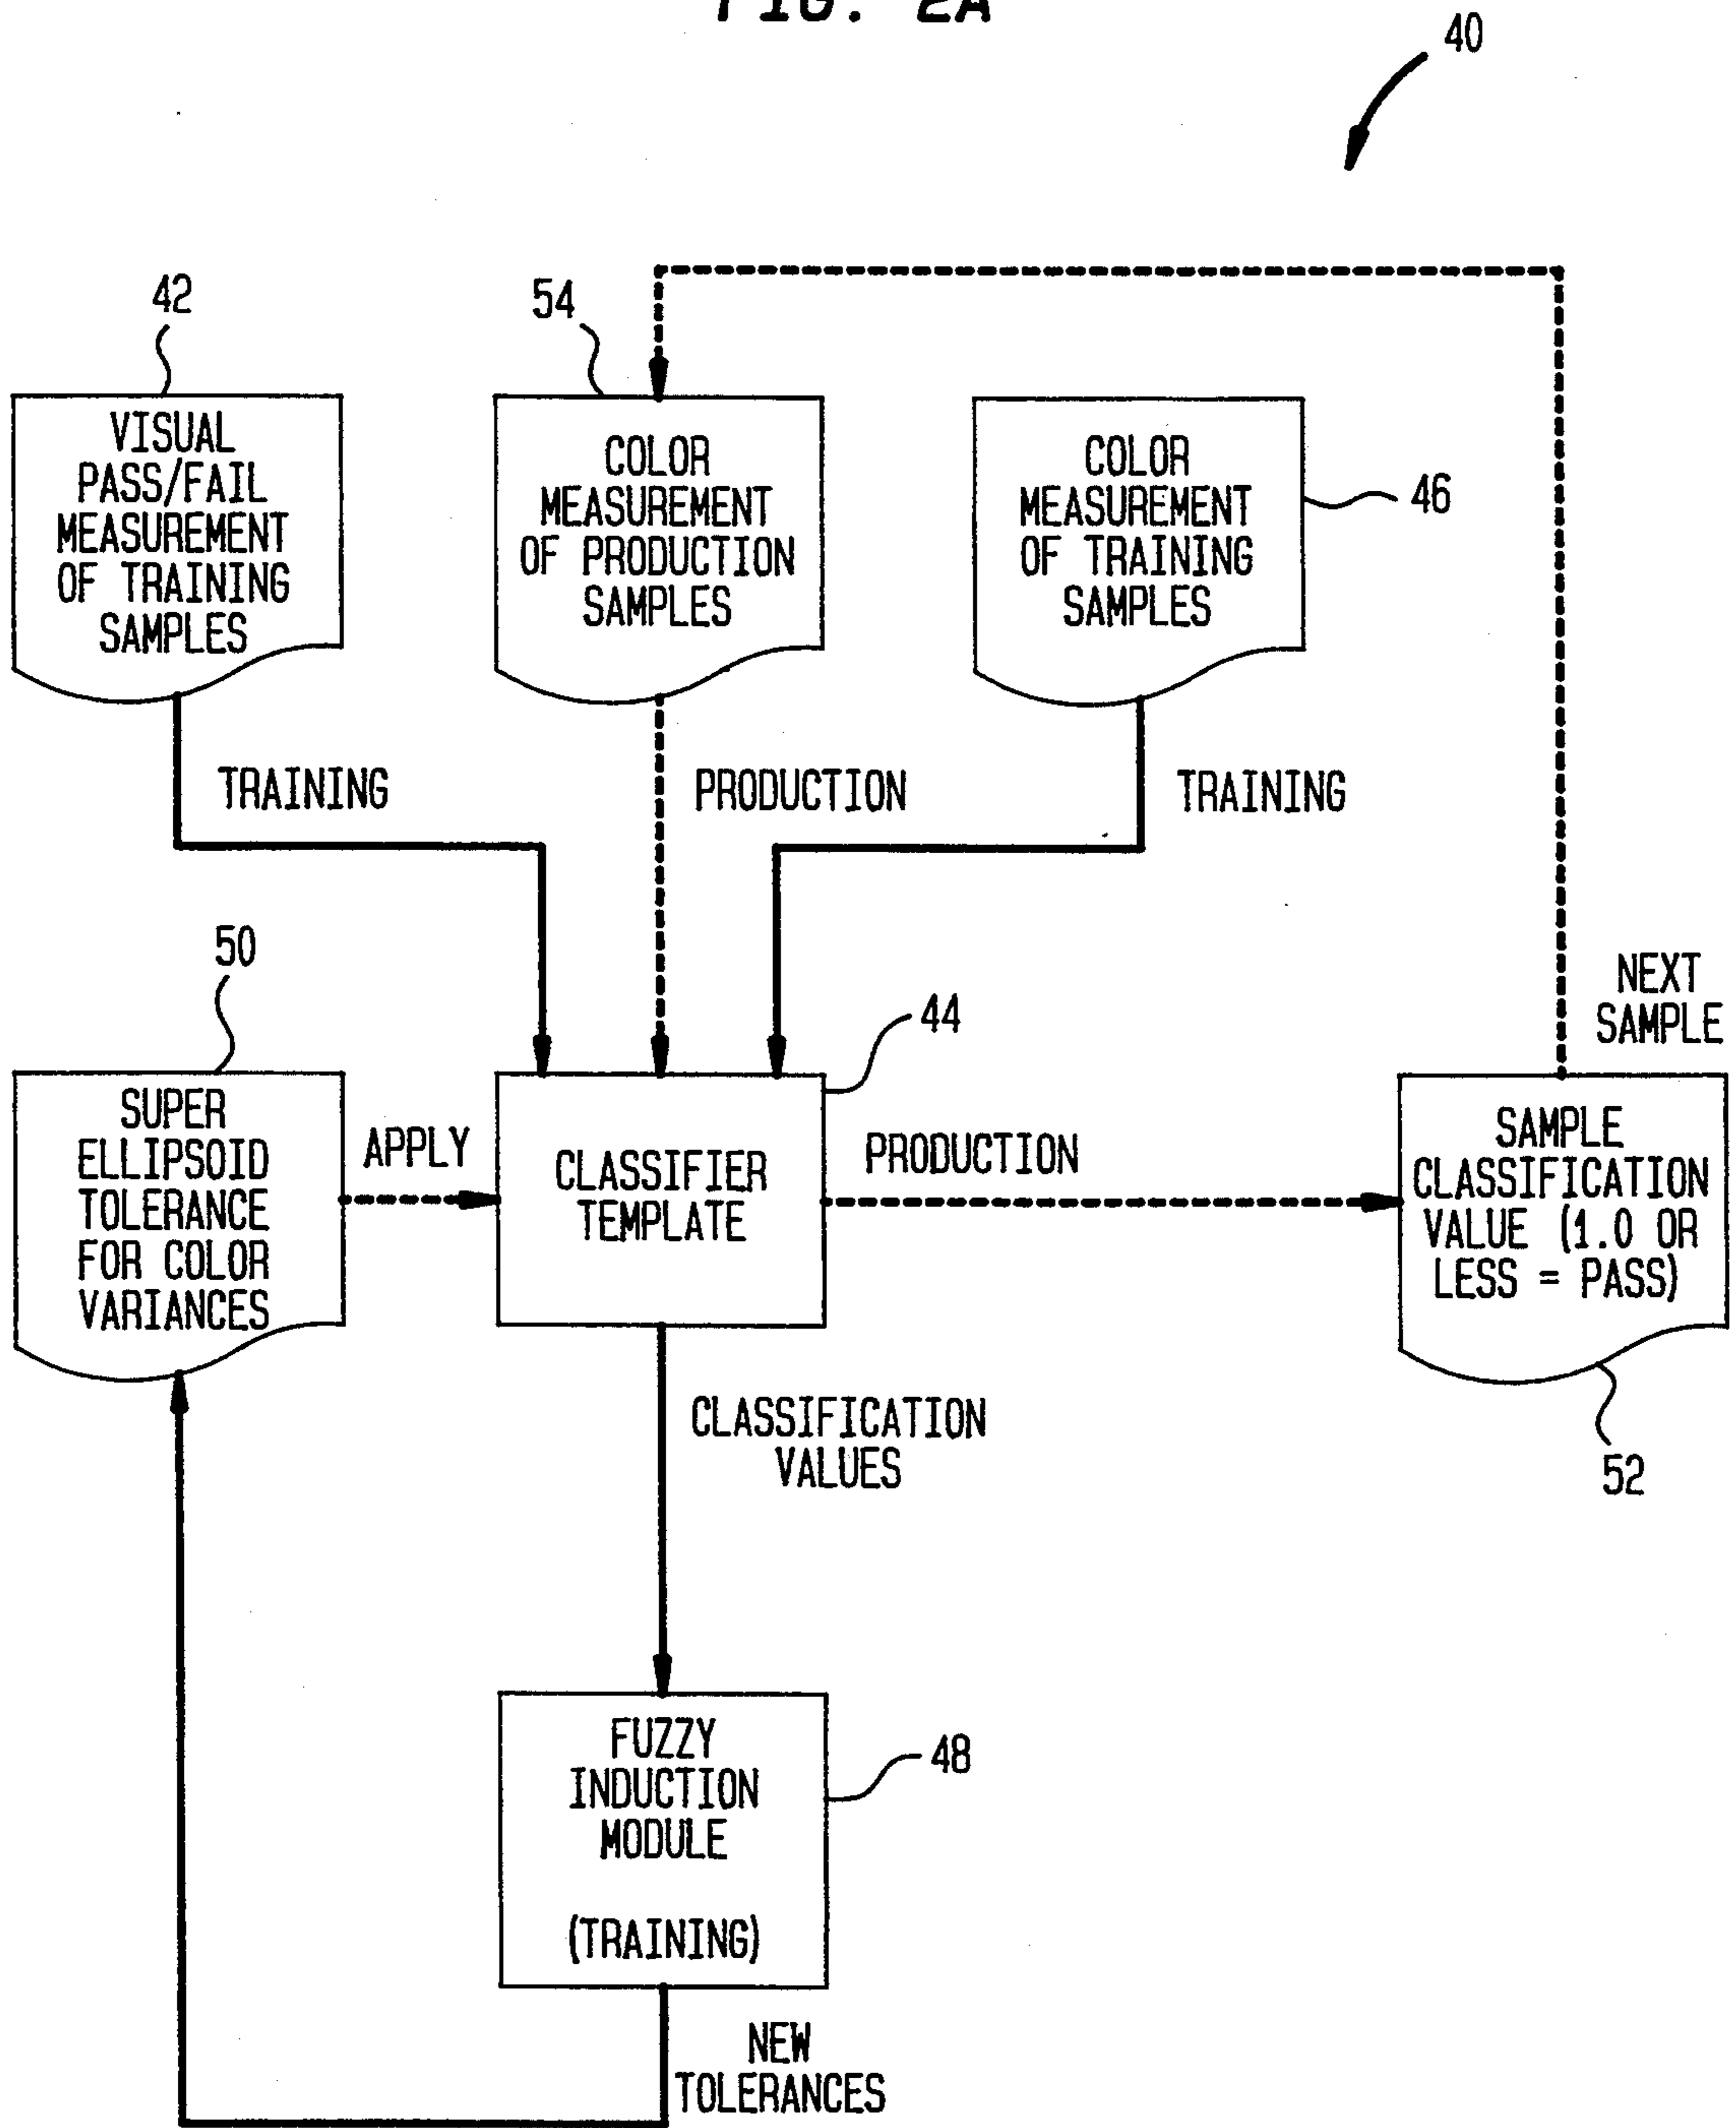 FIG. 2A
40
42
54
VISUAL
PASS/FAIL
MEASUREMENT
OF TRAINING
SAMPLES
COLOR
MEASUREMENT
OF PRODUCTION
SAMPLES
COLOR
MEASUREMENT
OF TRAINING
SAMPLES
46
TRAINING
PRODUCTION
TRAINING
50
44
NEXT
SAMPLE
SUPER
ELLIPSOID
TOLERANCE
FOR COLOR
VARIANCES
APPLY
CLASSIFIER
TEMPLATE
PRODUCTION
SAMPLE
CLASSIFICATION
VALUE (1.0 OR
LESS = PASS)
CLASSIFICATION
VALUES
52
FUZZY
INDUCTION
MODULE
(TRAINING)
48
NEW
TOLERANCES